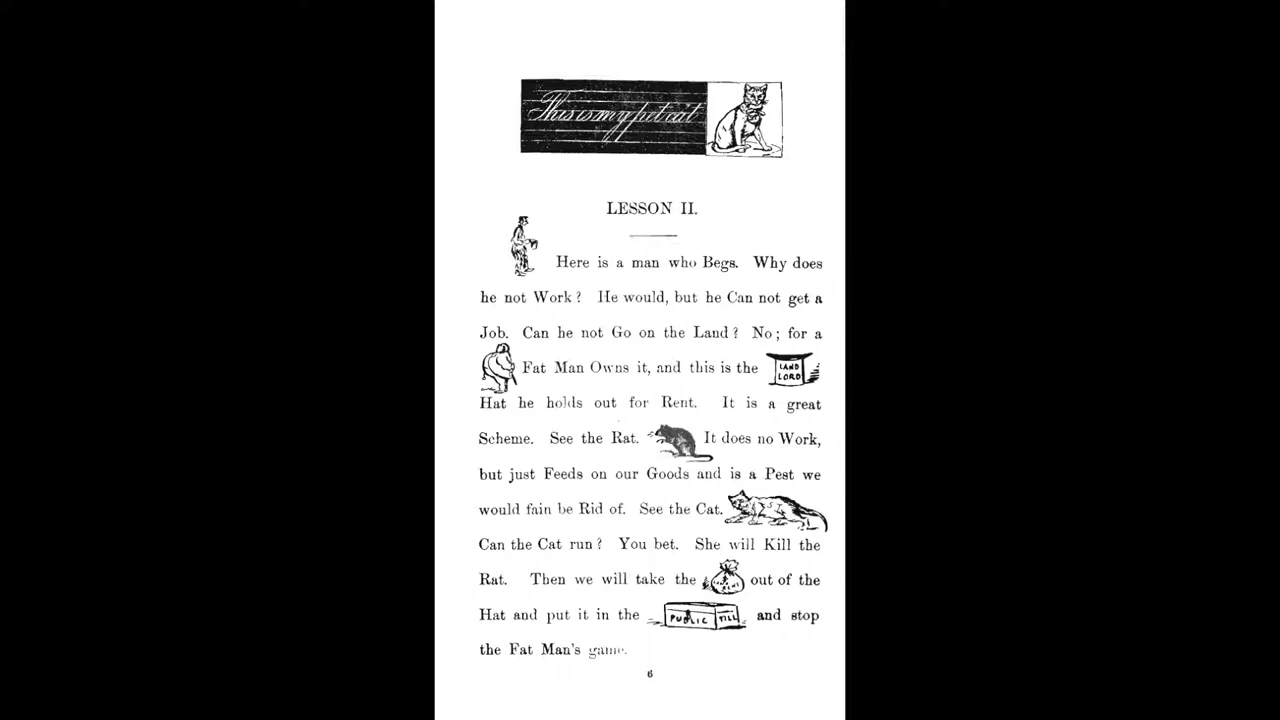 This is my pet cat
LESSON II.
Here is a man who Begs. Why does
he not Work? He would, but he Can not get a
Job. Can he not Go on the Land? No; for a
Fat Man Owns it, and this is the LAND
LORD
Hat he holds out for Rent. It is a great
Scheme. See the Rat. It does no Work,
but just Feeds on our Goods and is a Pest we
would fain be Rid of. See the Cat.
Can the Cat run? You bet. She will Kill the
Rat. Then we will take the out of the
Hat and put it in the PUBLIC TILL and stop
the Fat Man's game.
6